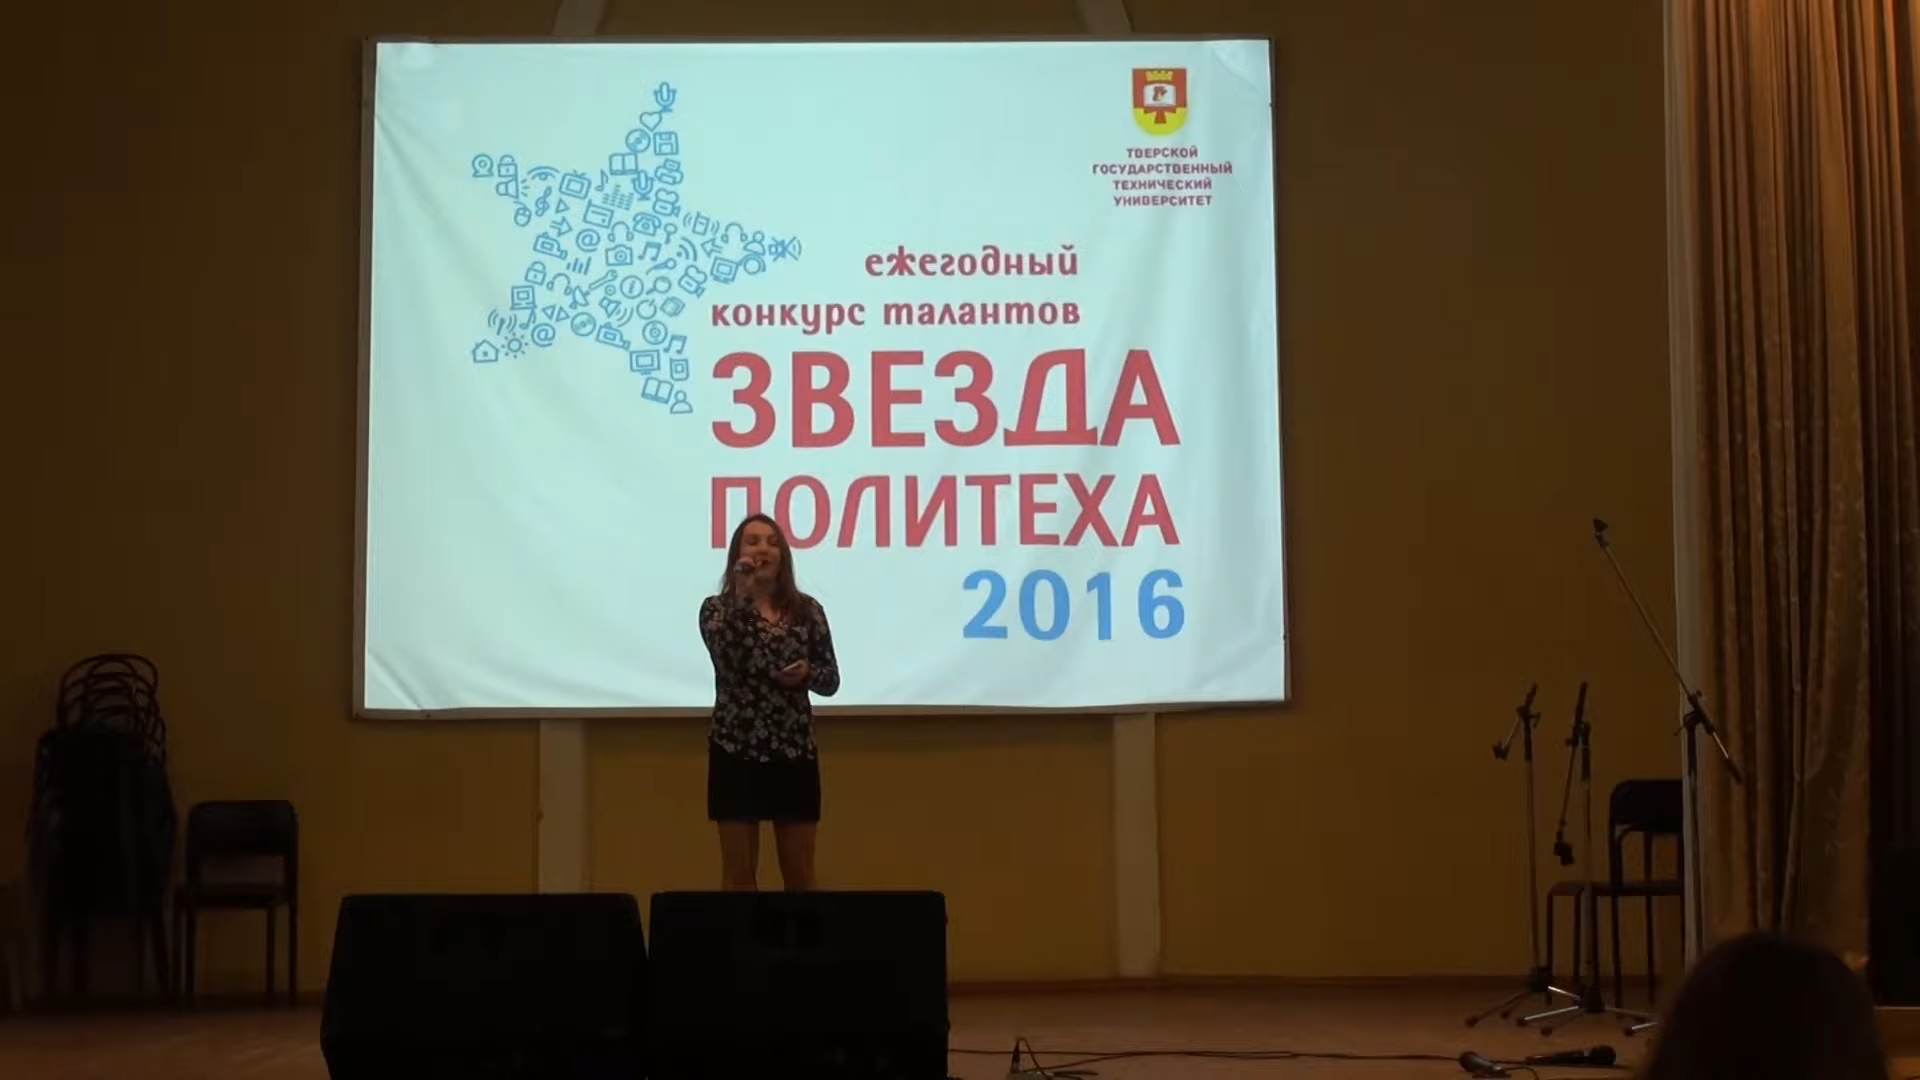 ТВЕРСКОЙ
ГОСУДАРСТВЕННЫЙ
ТЕХНИЧЕСКИЙ
УНИВЕРСИТЕТ
ежегодный
конкурс талантов
ЗВЕЗДА
ПОЛИТЕХА
2016